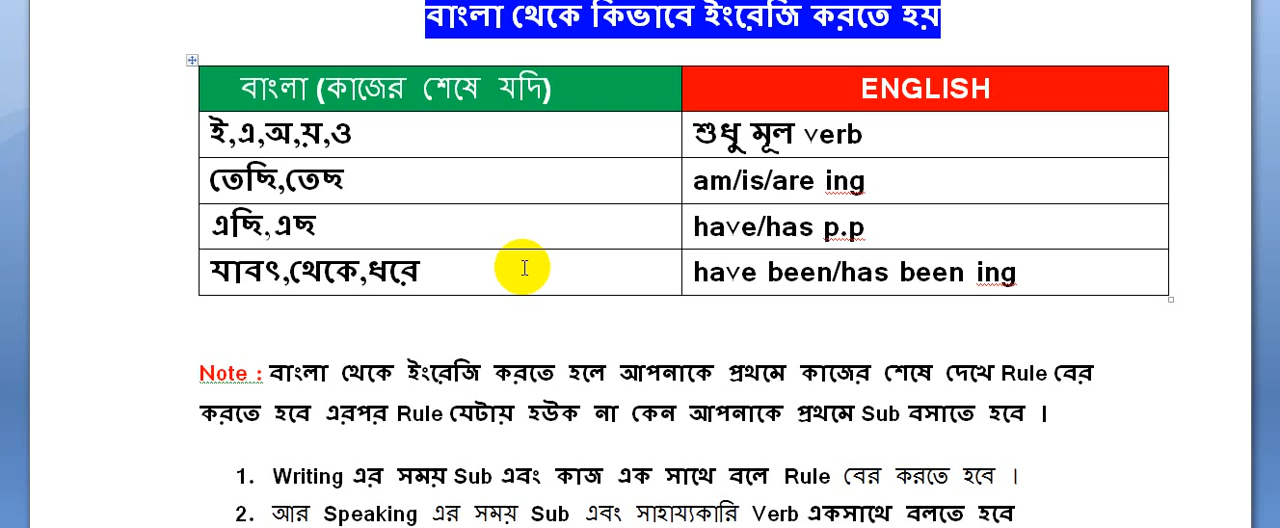 বাংলা থেকে কিভাবে ইংরেজি করতে হয়
বাংলা (কাজের শেষে যদি) ENGLISH
ই,এ,অ,য়,ও শুধু মূল verb
তেছি,তেছ am/is/are ing
এছি,এছ have/has p.p
যাবৎ,থেকে,ধরে have been/has been ing
Note : বাংলা থেকে ইংরেজি করতে হলে আপনাকে প্রথমে কাজের শেষে দেখে Rule বের
করতে হবে এরপর Rule যেটায় হউক না কেন আপনাকে প্রথমে Sub বসাতে হবে ।
1. Writing এর সময় Sub এবং কাজ এক সাথে বলে Rule বের করতে হবে ।
2. আর Speaking এর সময় Sub এবং সাহায্যকারি Verb একসাথে বলতে হবে